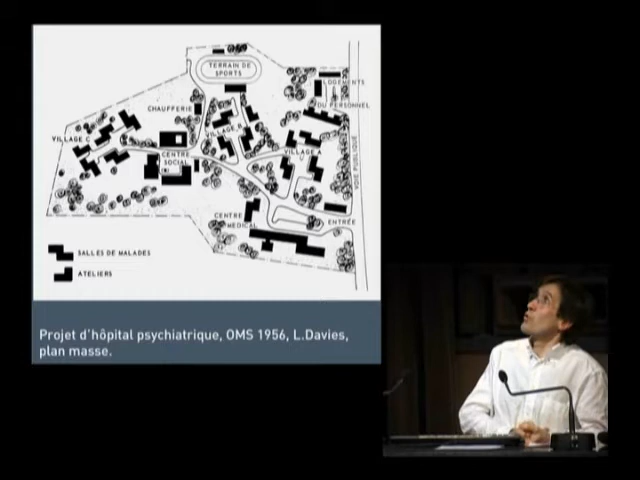 TERRAIN DE
SPORTS
LOGEMENTS
DU PERSONNEL
CHAUFFERIE
VILLAGE B
VILLAGE C
CENTRE
SOCIAL
VILLAGE A
VOIE PUBLIQUE
CENTRE
MEDICAL
ENTRÉE
SALLES DE MALADES
ATELIERS
Projet d'hôpital psychiatrique, OMS 1956, L.Davies,
plan masse.